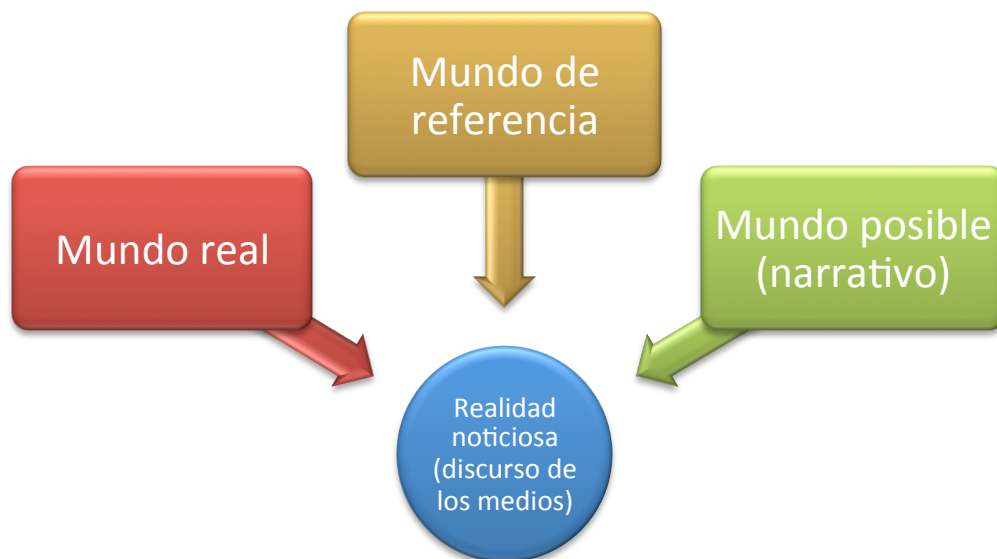 Mundo de
referencia
Mundo real
Mundo posible
(narrativo)
Realidad
noticiosa
(discurso de
los medios)